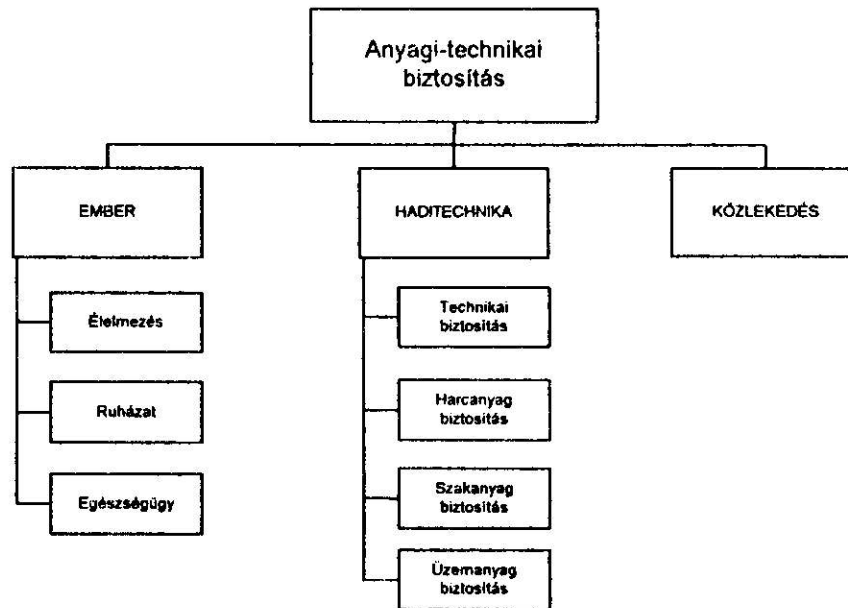 Anyagi-technikai
biztosítás
EMBER
HADITECHNIKA
KÖZLEKEDÉS
Élelmezés
Ruházat
Egészségügy
Technikai
biztosítás
Harcanyag
biztosítás
Szakanyag
biztosítás
Üzemanyag
biztosítás